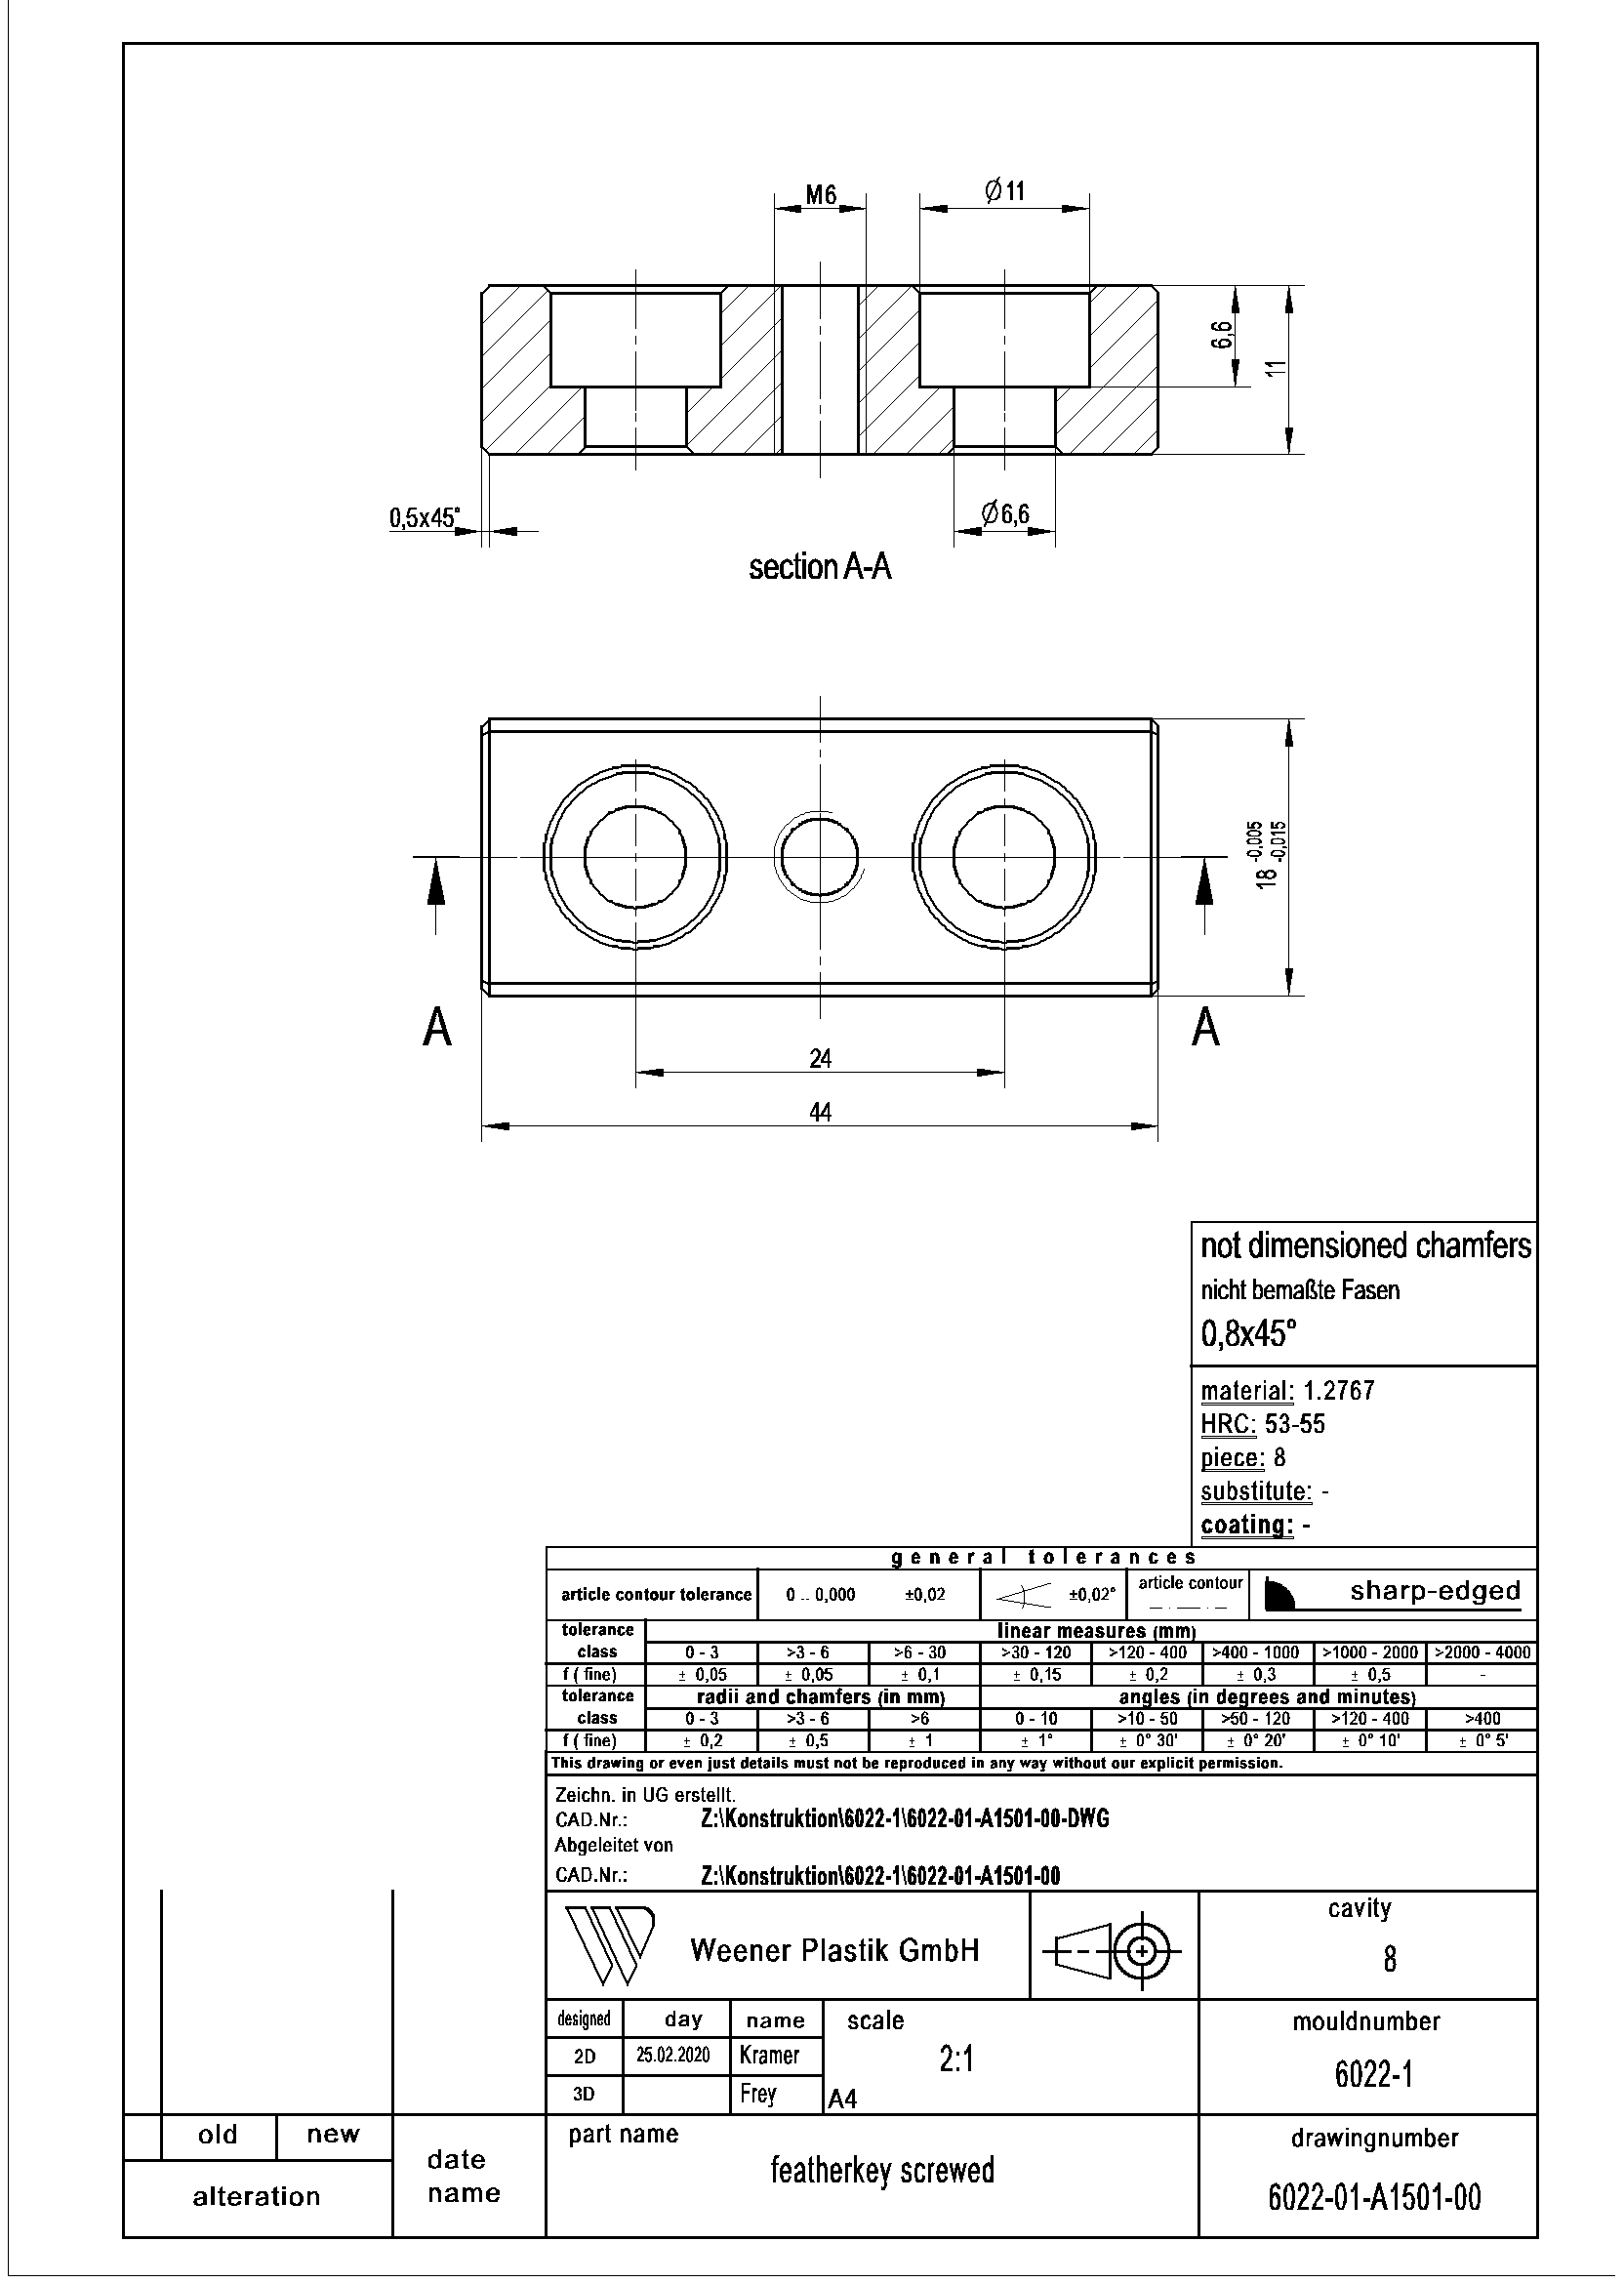 M6
Ø11
6,6
11
0,5x45°
Ø6,6
section A-A
18 -0,005 -0,015
A
A
24
44
not dimensioned chamfers
nicht bemaßte Fasen
0,8x45°
material: 1.2767
HRC: 53-55
piece: 8
substitute: -
coating: -
general tolerances
article contour tolerance 0 .. 0,000 ±0,02 ±0,02° article contour sharp-edged
tolerance class linear measures (mm)
0 - 3 >3 - 6 >6 - 30 >30 - 120 >120 - 400 >400 - 1000 >1000 - 2000 >2000 - 4000
f ( fine) ± 0,05 ± 0,05 ± 0,1 ± 0,15 ± 0,2 ± 0,3 ± 0,5 -
tolerance class radii and chamfers (in mm) angles (in degrees and minutes)
0 - 3 >3 - 6 >6 0 - 10 >10 - 50 >50 - 120 >120 - 400 >400
f ( fine) ± 0,2 ± 0,5 ± 1 ± 1° ± 0° 30' ± 0° 20' ± 0° 10' ± 0° 5'
This drawing or even just details must not be reproduced in any way without our explicit permission.
Zeichn. in UG erstellt.
CAD.Nr.: Z:\Konstruktion\6022-1\6022-01-A1501-00-DWG
Abgeleitet von
CAD.Nr.: Z:\Konstruktion\6022-1\6022-01-A1501-00
Weener Plastik GmbH
cavity
8
designed day name scale
2D 25.02.2020 Kramer 2:1
3D Frey A4
mouldnumber
6022-1
old new
alteration
date
name
part name
featherkey screwed
drawingnumber
6022-01-A1501-00